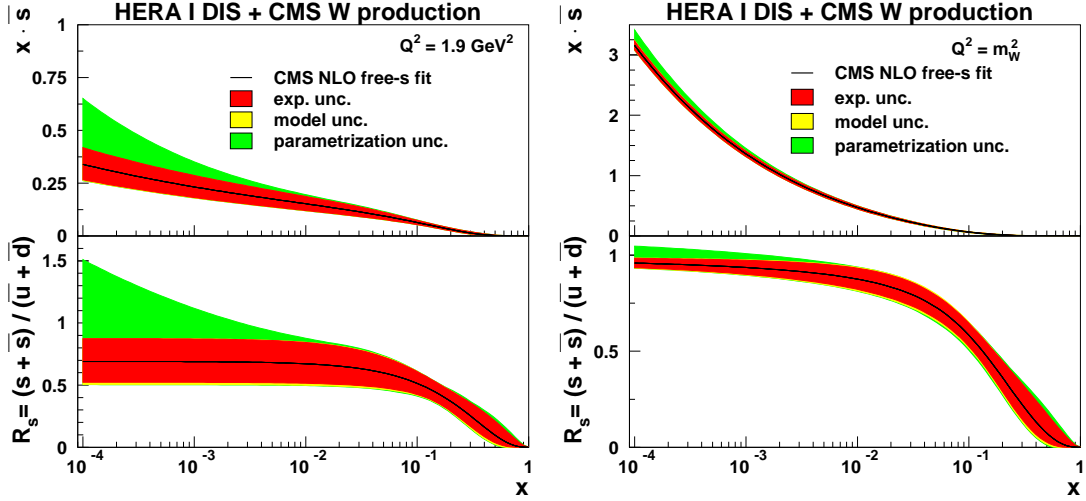 HERA I DIS + CMS W production
x · s̅
1
0.75
0.5
0.25
0
Q² = 1.9 GeV²
CMS NLO free-s fit
exp. unc.
model unc.
parametrization unc.
Rₛ= (s + s̅) / (u̅ + d̅)
1.5
1
0.5
0
10⁻⁴
10⁻³
10⁻²
10⁻¹
1
x
HERA I DIS + CMS W production
x · s̅
3
2
1
0
Q² = m²_W
CMS NLO free-s fit
exp. unc.
model unc.
parametrization unc.
Rₛ= (s + s̅) / (u̅ + d̅)
1
0.5
0
10⁻⁴
10⁻³
10⁻²
10⁻¹
1
x